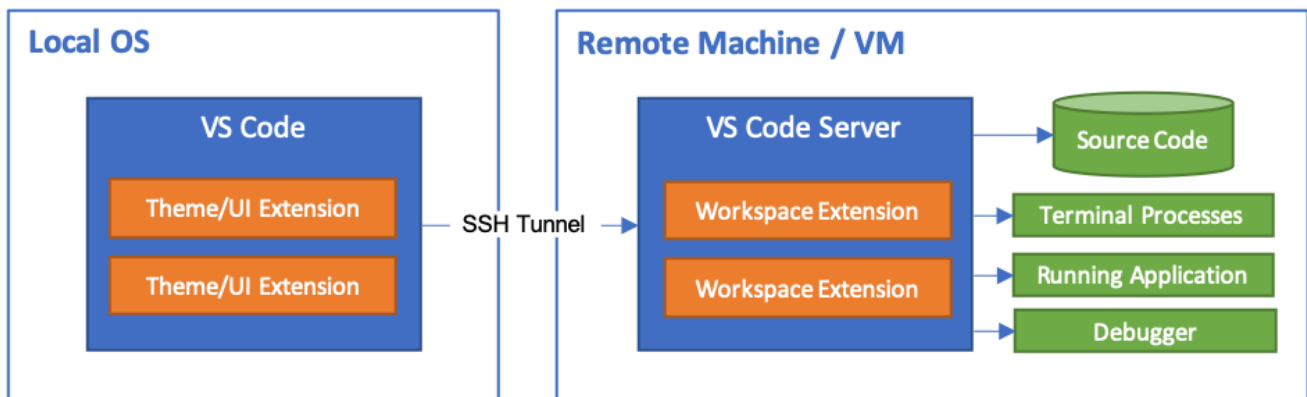 Local OS
VS Code
Theme/UI Extension
Theme/UI Extension
SSH Tunnel
Remote Machine / VM
VS Code Server
Workspace Extension
Workspace Extension
Source Code
Terminal Processes
Running Application
Debugger